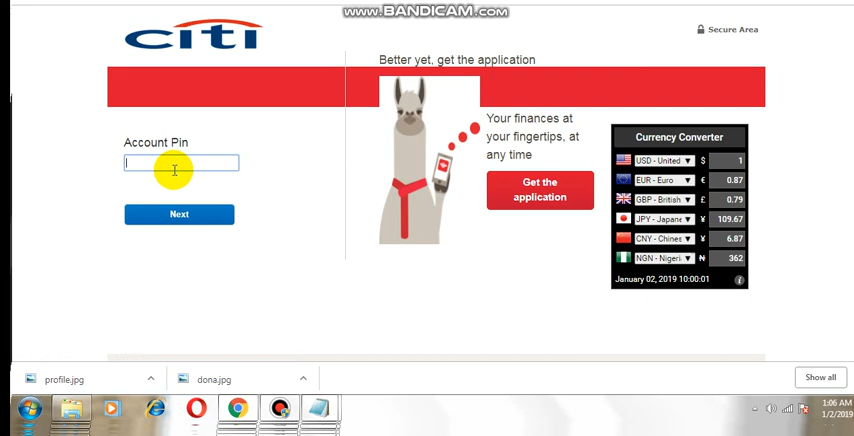 www.BANDICAM.com
citi
Secure Area
Better yet, get the application
Account Pin
Next
Your finances at
your fingertips, at
any time
Get the
application
Currency Converter
USD - United $ 1
EUR - Euro € 0.87
GBP - British £ 0.79
JPY - Japane ¥ 109.67
CNY - Chines ¥ 6.87
NGN - Nigeri ₦ 362
January 02, 2019 10:00:01
profile.jpg
dona.jpg
Show all
1:06 AM
1/2/2019